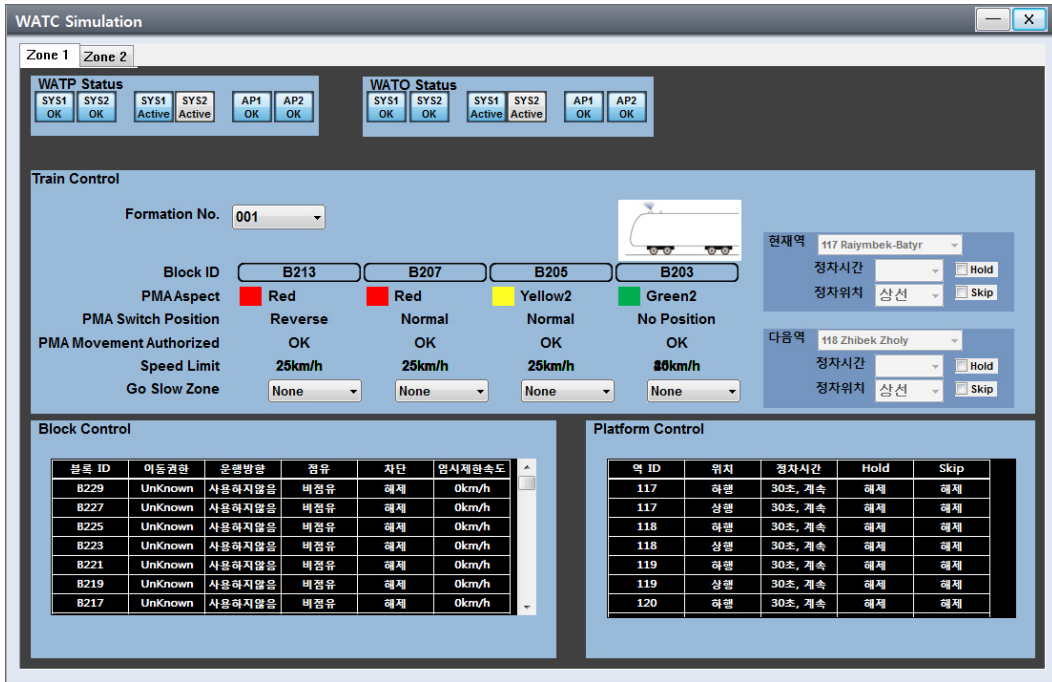 WATC Simulation
Zone 1 Zone 2
WATP Status
SYS1 OK SYS2 OK SYS1 Active SYS2 Active AP1 OK AP2 OK
WATO Status
SYS1 OK SYS2 OK SYS1 Active SYS2 Active AP1 OK AP2 OK
Train Control
Formation No. 001
Block ID B213 B207 B205 B203
PMA Aspect Red Red Yellow2 Green2
PMA Switch Position Reverse Normal Normal No Position
PMA Movement Authorized OK OK OK OK
Speed Limit 25km/h 25km/h 25km/h km/h
Go Slow Zone None None None None
현재역 117 Raiymbek-Batyr
정차시간 Hold
정차위치 상선 Skip
다음역 118 Zhibek Zholy
정차시간 Hold
정차위치 상선 Skip
Block Control
블록 ID 이동권한 운행방향 점유 차단 임시제한속도
B229 UnKnown 사용하지않음 비점유 해제 0km/h
B227 UnKnown 사용하지않음 비점유 해제 0km/h
B225 UnKnown 사용하지않음 비점유 해제 0km/h
B223 UnKnown 사용하지않음 비점유 해제 0km/h
B221 UnKnown 사용하지않음 비점유 해제 0km/h
B219 UnKnown 사용하지않음 비점유 해제 0km/h
B217 UnKnown 사용하지않음 비점유 해제 0km/h
Platform Control
역 ID 위치 정차시간 Hold Skip
117 하행 30초, 계속 해제 해제
117 상행 30초, 계속 해제 해제
118 하행 30초, 계속 해제 해제
118 상행 30초, 계속 해제 해제
119 하행 30초, 계속 해제 해제
119 상행 30초, 계속 해제 해제
120 하행 30초, 계속 해제 해제